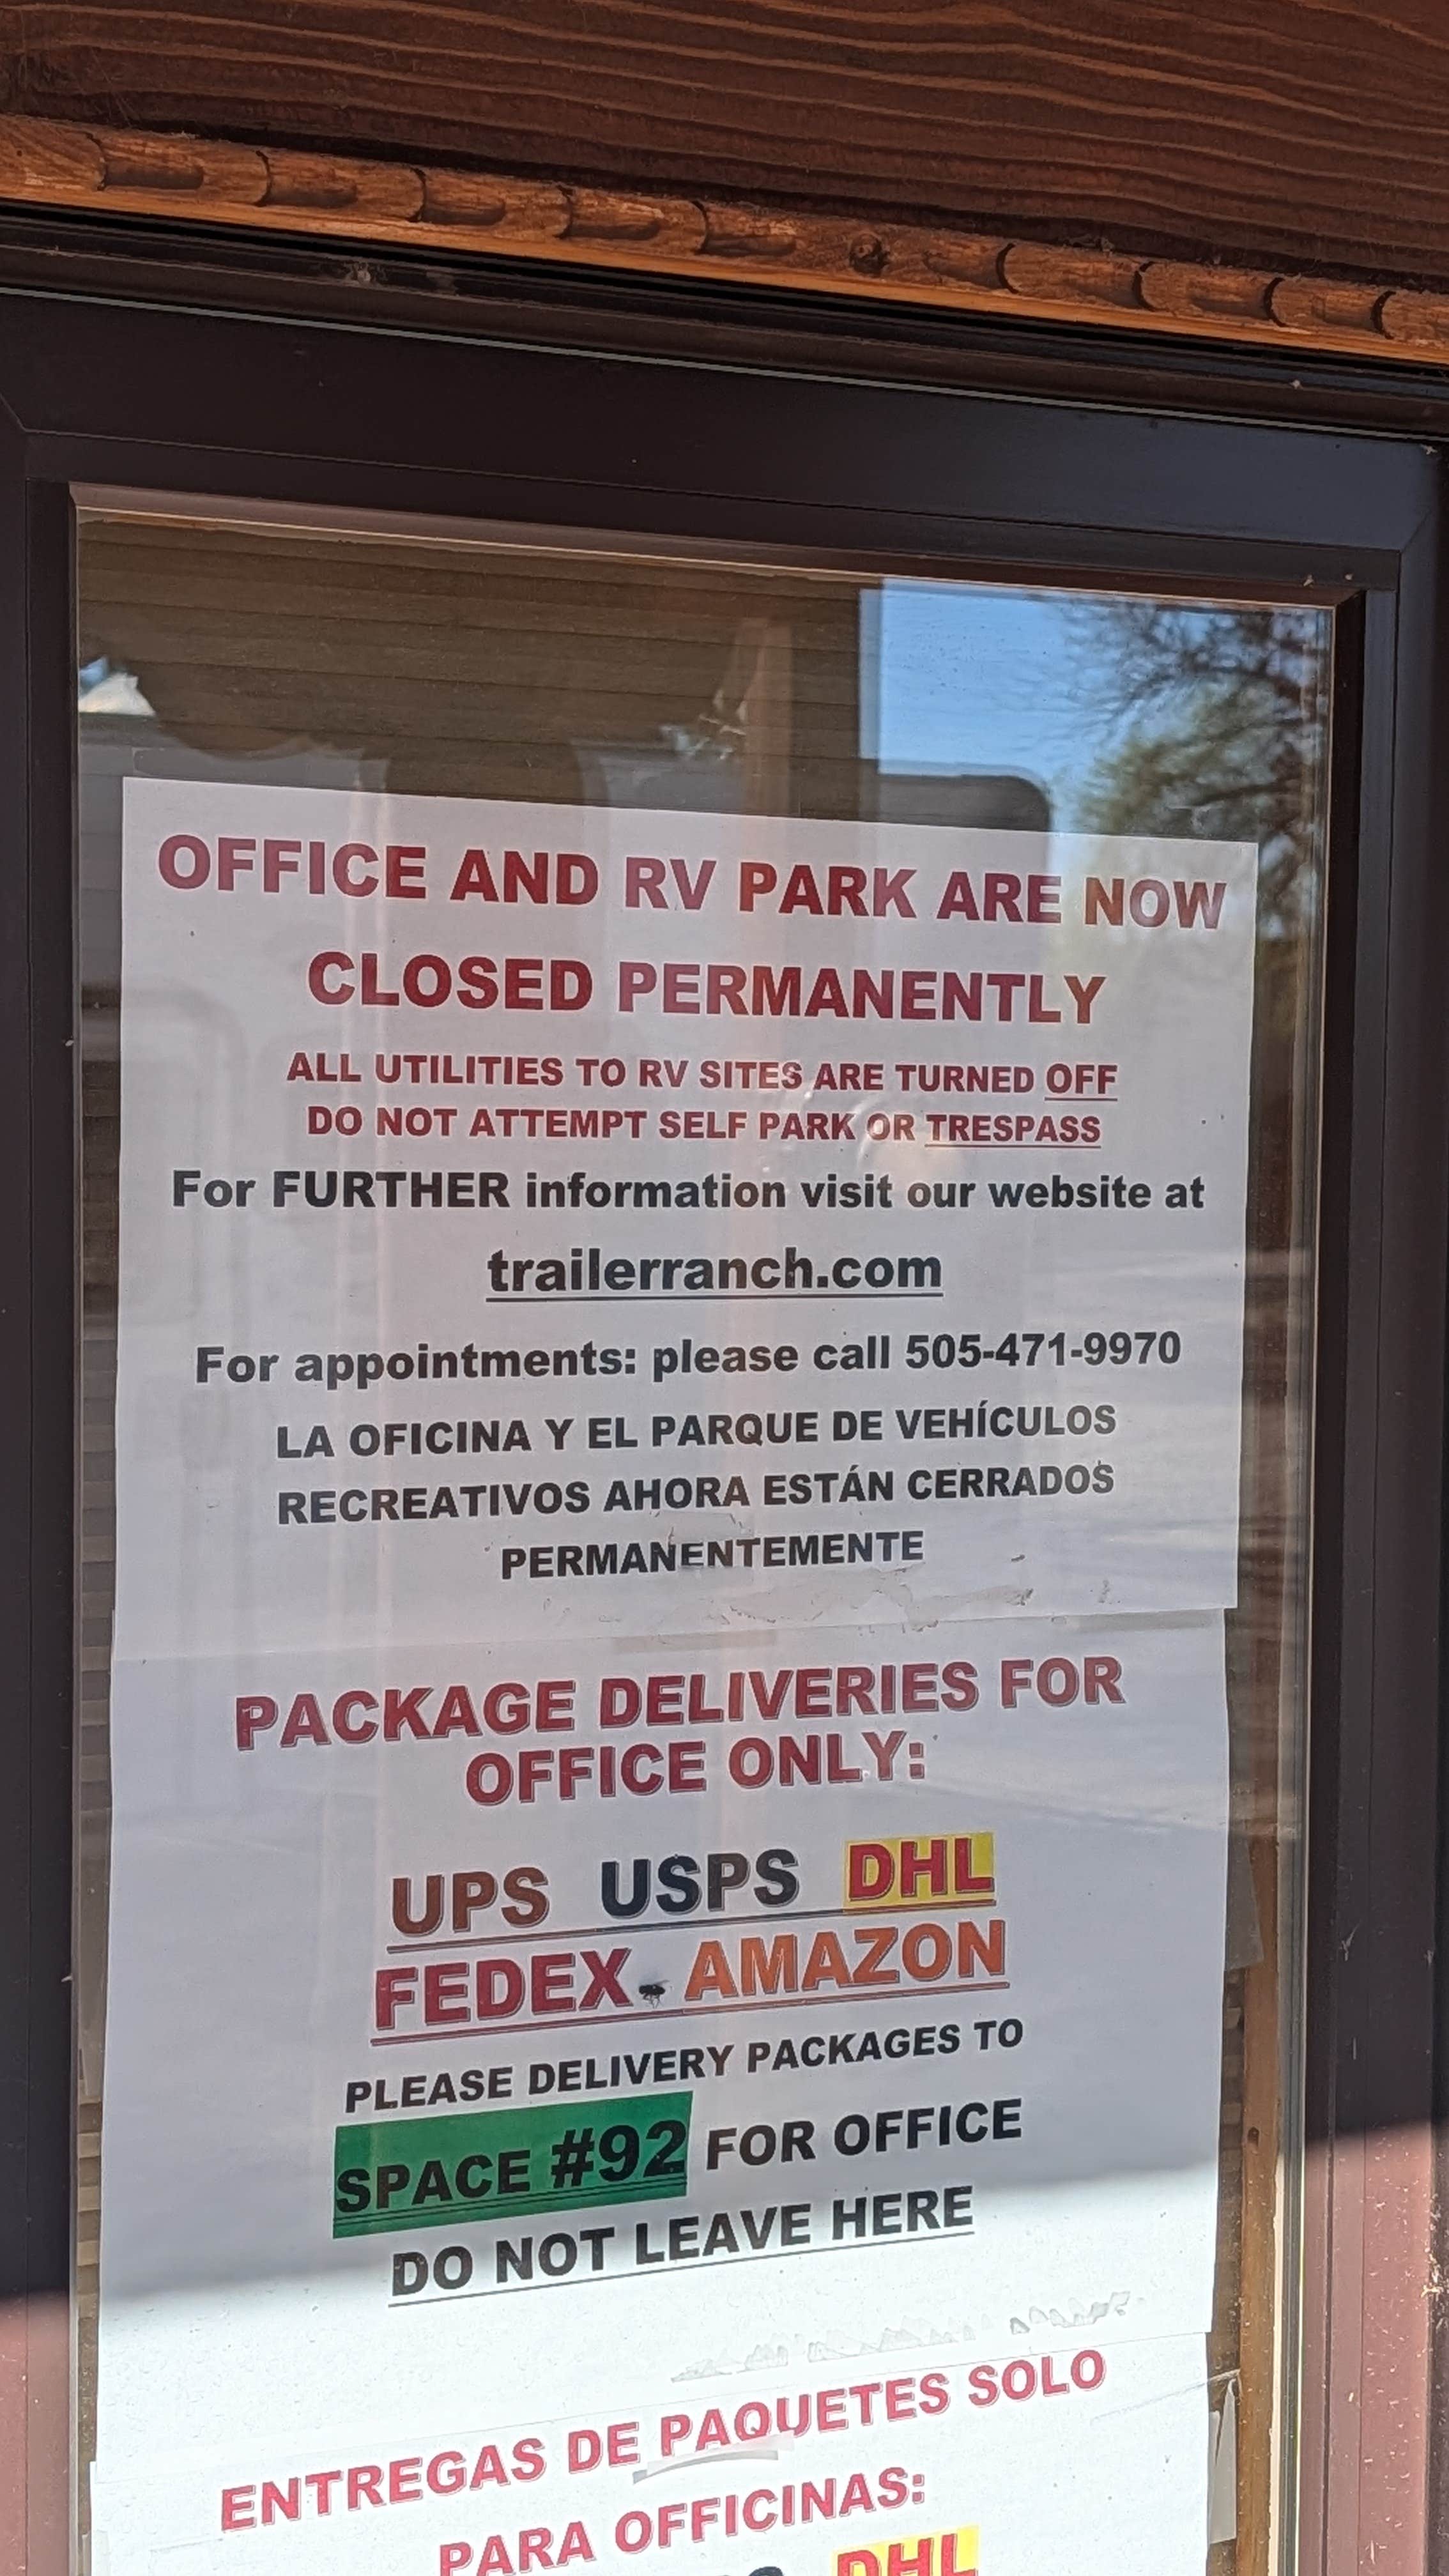 OFFICE AND RV PARK ARE NOW
CLOSED PERMANENTLY
ALL UTILITIES TO RV SITES ARE TURNED OFF
DO NOT ATTEMPT SELF PARK OR TRESPASS
For FURTHER information visit our website at
trailerranch.com
For appointments: please call 505-471-9970
LA OFICINA Y EL PARQUE DE VEHÍCULOS
RECREATIVOS AHORA ESTÁN CERRADOS
PERMANENTEMENTE
PACKAGE DELIVERIES FOR
OFFICE ONLY:
UPS USPS DHL
FEDEX AMAZON
PLEASE DELIVERY PACKAGES TO
SPACE #92 FOR OFFICE
DO NOT LEAVE HERE
ENTREGAS DE PAQUETES SOLO
PARA OFFICINAS:
DHL